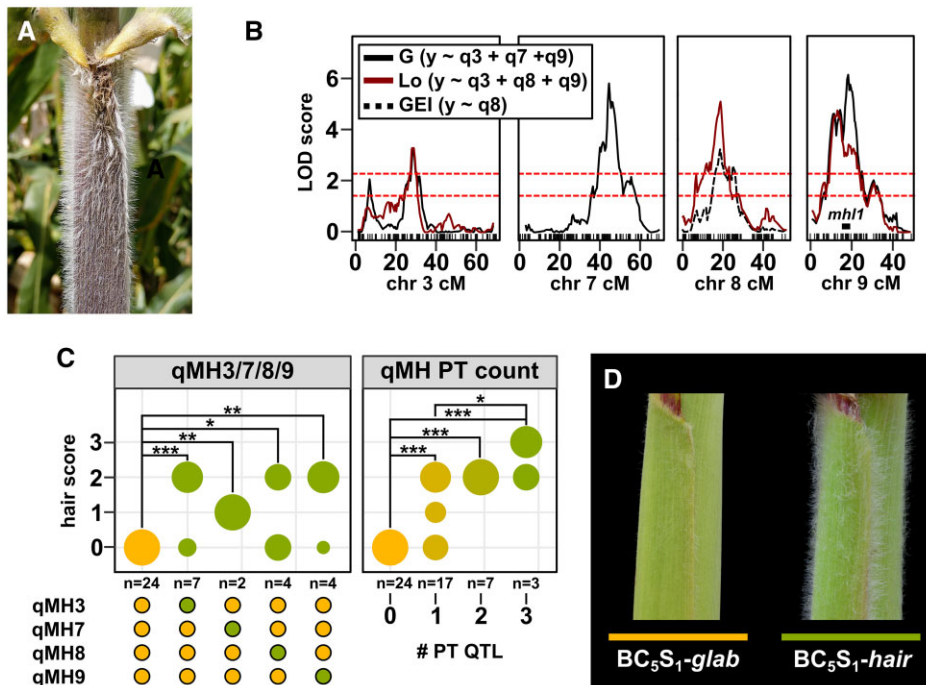 A
A
B
G (y ~ q3 + q7 +q9)
Lo (y ~ q3 + q8 + q9)
GEI (y ~ q8)
LOD score
6
4
2
0
mhl1
0 20 40 60
0 20 40 60
0 20 40
0 20 40
chr 3 cM
chr 7 cM
chr 8 cM
chr 9 cM
C
qMH3/7/8/9
qMH PT count
hair score
3
2
1
0
***
**
*
**
***
***
***
*
n=24 n=7 n=2 n=4 n=4
n=24 n=17 n=7 n=3
0 1 2 3
# PT QTL
qMH3
qMH7
qMH8
qMH9
D
BC₅S₁-glab
BC₅S₁-hair